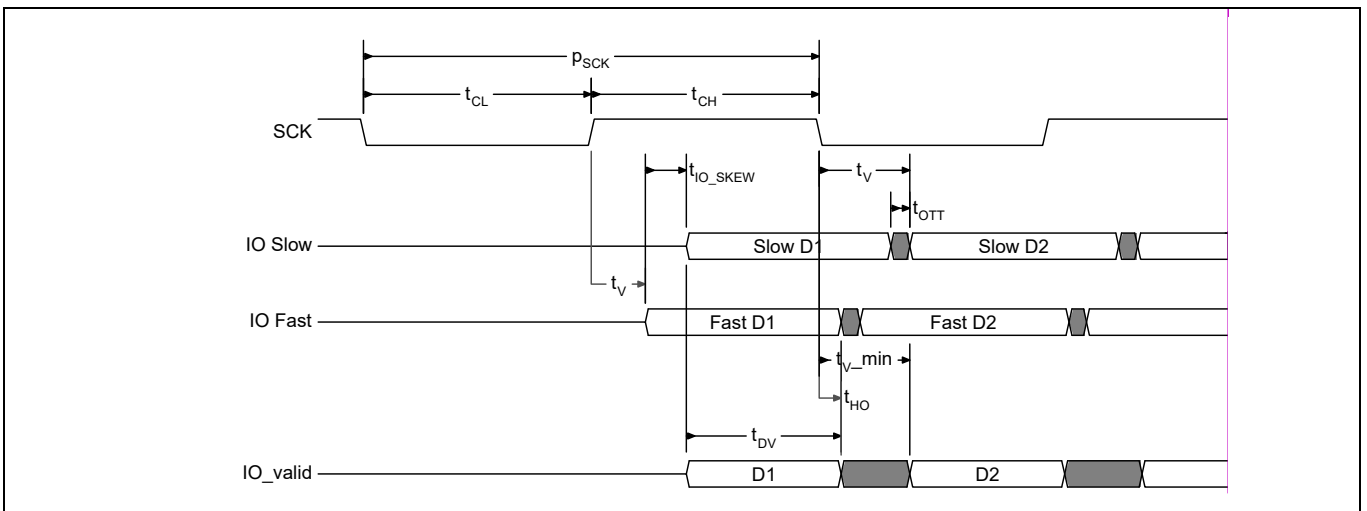 pSCK
tCL
tCH
SCK
tIO_SKEW
tV
tOTT
IO Slow
Slow D1
Slow D2
tV
IO Fast
Fast D1
Fast D2
tV_min
tHO
tDV
IO_valid
D1
D2